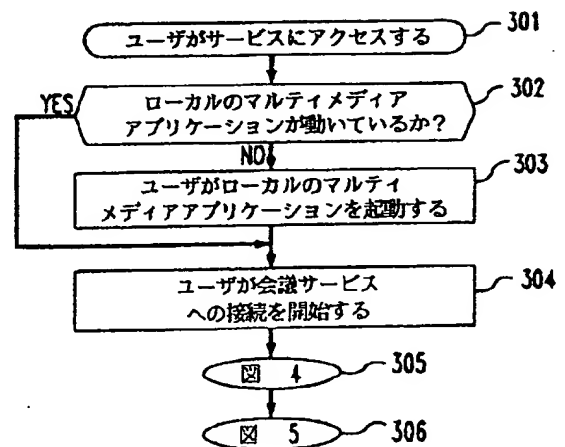 ユーザがサービスにアクセスする
301
ローカルのマルティメディア
アプリケーションが動いているか?
302
YES
NO
ユーザがローカルのマルティ
メディアアプリケーションを起動する
303
ユーザが会議サービス
への接続を開始する
304
図 4
305
図 5
306